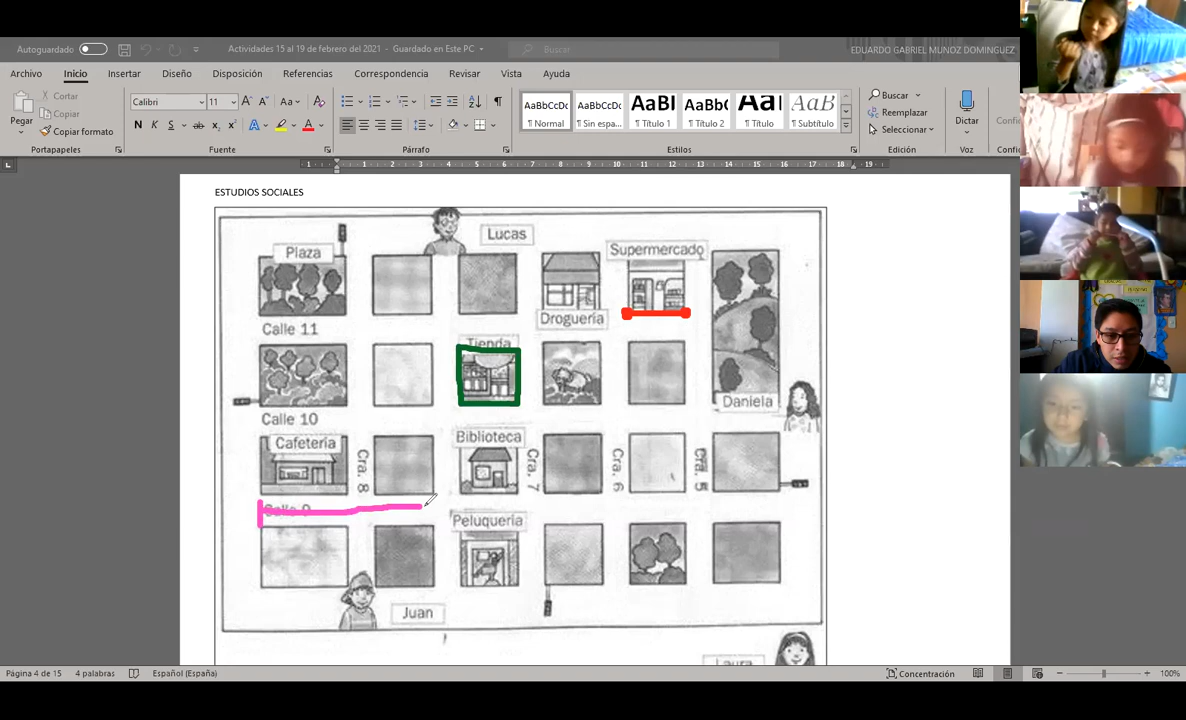 Autoguardado
Actividades 15 al 19 de febrero del 2021 - Guardado en Este PC
Buscar
EDUARDO GABRIEL MUNOZ DOMINGUEZ
Archivo Inicio Insertar Diseño Disposición Referencias Correspondencia Revisar Vista Ayuda
Pegar
Cortar
Copiar
Copiar formato
Portapapeles
Calibri 11
N K S
Fuente
Párrafo
AaBbCcDc AaBbCcDc AaBl AaBbC AaI AaB
¶ Normal ¶ Sin espa... ¶ Título 1 ¶ Título 2 ¶ Título ¶ Subtítulo
Estilos
Buscar
Reemplazar
Seleccionar
Edición
Dictar
Voz
Confi
Confi
ESTUDIOS SOCIALES
Plaza
Lucas
Supermercado
Droguería
Calle 11
Tienda
Calle 10
Daniela
Cafetería
Cra. 8
Biblioteca
Cra. 7
Cra. 6
Cra. 5
Calle 9
Peluquería
Juan
Laura
Página 4 de 15 4 palabras Español (España)
Concentración
100%